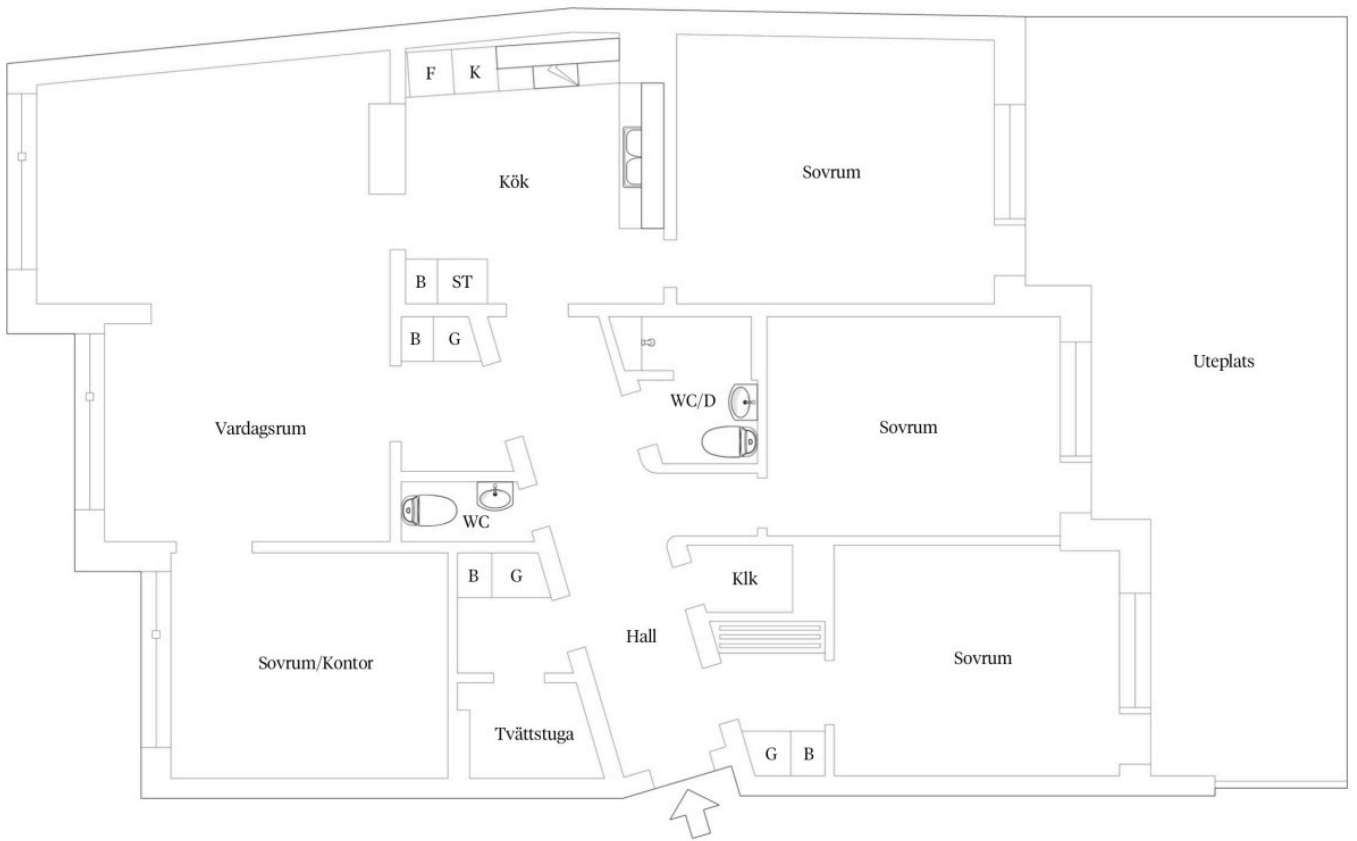 F
K
Kök
Sovrum
B
ST
B
G
WC/D
Uteplats
Vardagsrum
Sovrum
WC
B
G
Klk
Hall
Sovrum/Kontor
Sovrum
Tvättstuga
G
B